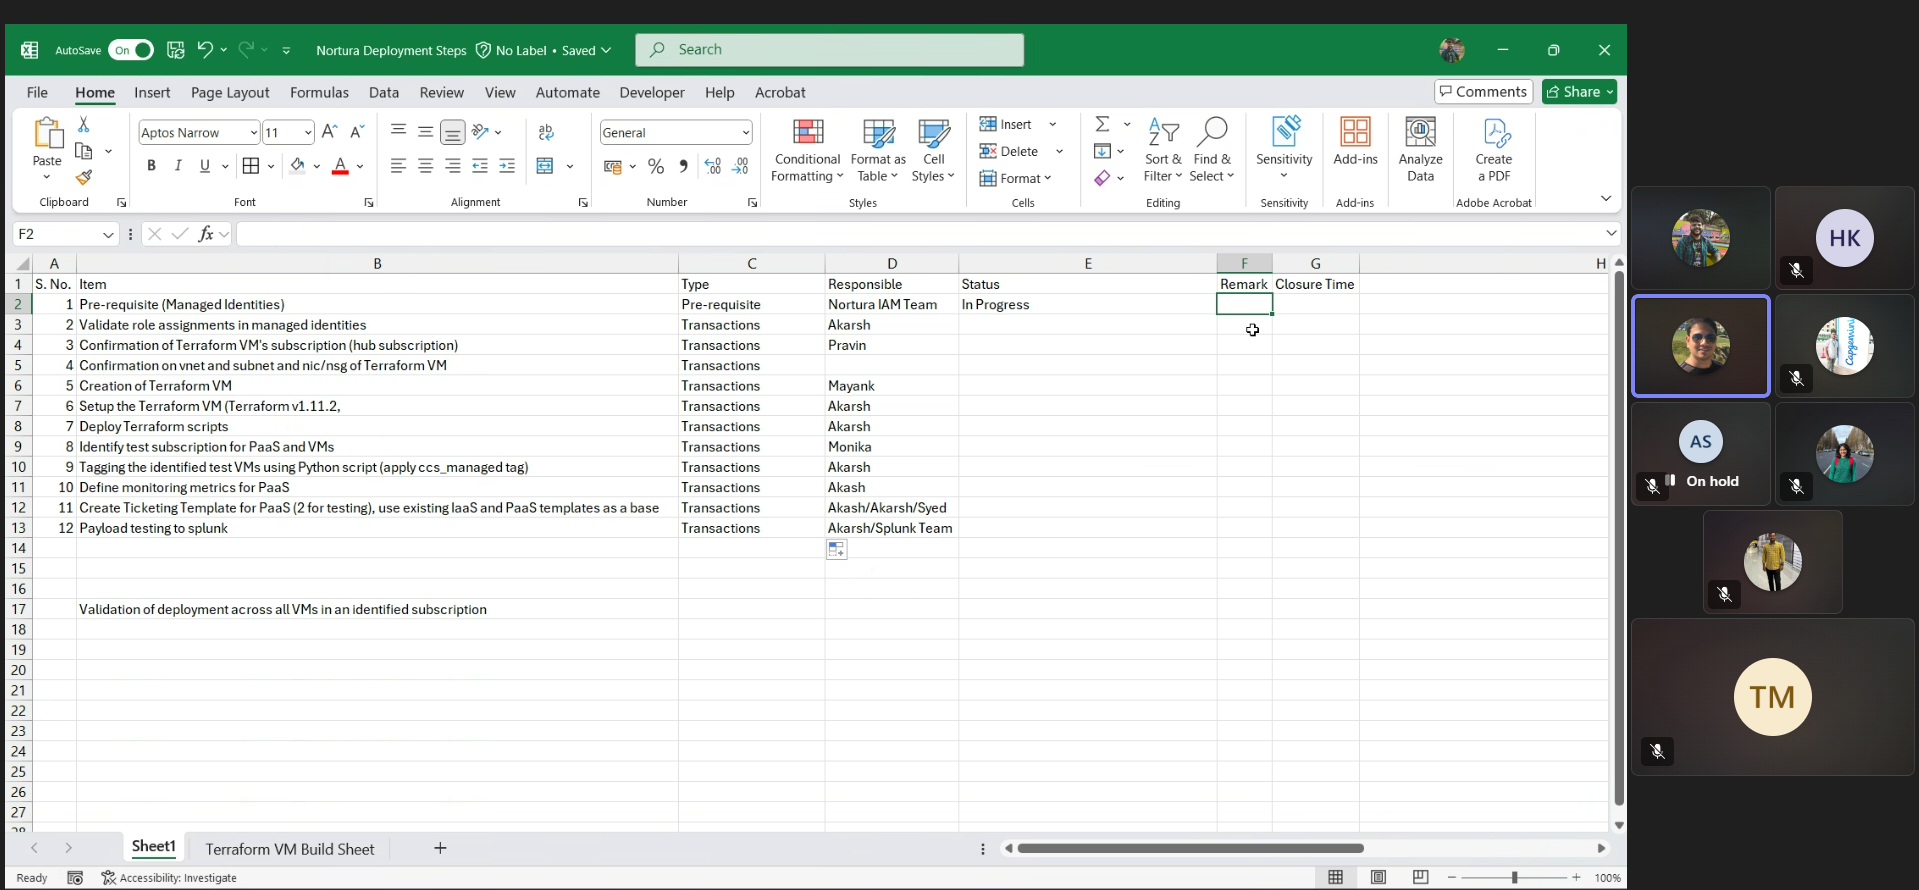 AutoSave On Nortura Deployment Steps No Label • Saved Search
File Home Insert Page Layout Formulas Data Review View Automate Developer Help Acrobat Comments Share
Paste
Aptos Narrow 11
B I U
General
Conditional Formatting
Format as Table
Cell Styles
Insert
Delete
Format
Sort & Filter
Find & Select
Sensitivity
Add-ins
Analyze Data
Create a PDF
Clipboard Font Alignment Number Styles Cells Editing Sensitivity Add-ins Adobe Acrobat
F2 fx
A B C D E F G H
1 S. No. Item Type Responsible Status Remark Closure Time
2 1 Pre-requisite (Managed Identities) Pre-requisite Nortura IAM Team In Progress
3 2 Validate role assignments in managed identities Transactions Akarsh
4 3 Confirmation of Terraform VM's subscription (hub subscription) Transactions Pravin
5 4 Confirmation on vnet and subnet and nic/nsg of Terraform VM Transactions
6 5 Creation of Terraform VM Transactions Mayank
7 6 Setup the Terraform VM (Terraform v1.11.2, Transactions Akarsh
8 7 Deploy Terraform scripts Transactions Akarsh
9 8 Identify test subscription for PaaS and VMs Transactions Monika
10 9 Tagging the identified test VMs using Python script (apply ccs_managed tag) Transactions Akarsh
11 10 Define monitoring metrics for PaaS Transactions Akash
12 11 Create Ticketing Template for PaaS (2 for testing), use existing IaaS and PaaS templates as a base Transactions Akash/Akarsh/Syed
13 12 Payload testing to splunk Transactions Akarsh/Splunk Team
14
15
16
17 Validation of deployment across all VMs in an identified subscription
18
19
20
21
22
23
24
25
26
27
28
Sheet1 Terraform VM Build Sheet
Ready Accessibility: Investigate 100%
HK
Capgemini
AS
On hold
TM